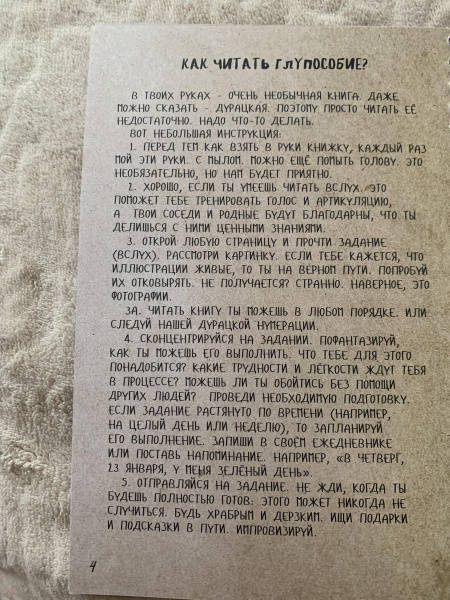 КАК ЧИТАТЬ ГЛУПОСОБИЕ?
В ТВОИХ РУКАХ - ОЧЕНЬ НЕОБЫЧНАЯ КНИГА. ДАЖЕ
МОЖНО СКАЗАТЬ - ДУРАЦКАЯ. ПОЭТОМУ ПРОСТО ЧИТАТЬ ЕЁ
НЕДОСТАТОЧНО. НАДО ЧТО-ТО ДЕЛАТЬ.
ВОТ НЕБОЛЬШАЯ ИНСТРУКЦИЯ:
1. ПЕРЕД ТЕМ КАК ВЗЯТЬ В РУКИ КНИЖКУ, КАЖДЫЙ РАЗ
МОЙ ЭТИ РУКИ. С МЫЛОМ. МОЖНО ЕЩЁ ПОМЫТЬ ГОЛОВУ. ЭТО
НЕОБЯЗАТЕЛЬНО, НО НАМ БУДЕТ ПРИЯТНО.
2. ХОРОШО, ЕСЛИ ТЫ УМЕЕШЬ ЧИТАТЬ ВСЛУХ. ЭТО
ПОМОЖЕТ ТЕБЕ ТРЕНИРОВАТЬ ГОЛОС И АРТИКУЛЯЦИЮ,
А ТВОИ СОСЕДИ И РОДНЫЕ БУДУТ БЛАГОДАРНЫ, ЧТО ТЫ
ДЕЛИШЬСЯ С НИМИ ЦЕННЫМИ ЗНАНИЯМИ.
3. ОТКРОЙ ЛЮБУЮ СТРАНИЦУ И ПРОЧТИ ЗАДАНИЕ
(ВСЛУХ). РАССМОТРИ КАРТИНКУ. ЕСЛИ ТЕБЕ КАЖЕТСЯ, ЧТО
ИЛЛЮСТРАЦИИ ЖИВЫЕ, ТО ТЫ НА ВЕРНОМ ПУТИ. ПОПРОБУЙ
ИХ ОТКОВЫРЯТЬ. НЕ ПОЛУЧАЕТСЯ? СТРАННО. НАВЕРНОЕ, ЭТО
ФОТОГРАФИИ.
3А. ЧИТАТЬ КНИГУ ТЫ МОЖЕШЬ В ЛЮБОМ ПОРЯДКЕ. ИЛИ
СЛЕДУЙ НАШЕЙ ДУРАЦКОЙ НУМЕРАЦИИ.
4. СКОНЦЕНТРИРУЙСЯ НА ЗАДАНИИ. ПОФАНТАЗИРУЙ,
КАК ТЫ МОЖЕШЬ ЕГО ВЫПОЛНИТЬ. ЧТО ТЕБЕ ДЛЯ ЭТОГО
ПОНАДОБИТСЯ? КАКИЕ ТРУДНОСТИ И ЛЁГКОСТИ ЖДУТ ТЕБЯ
В ПРОЦЕССЕ? МОЖЕШЬ ЛИ ТЫ ОБОЙТИСЬ БЕЗ ПОМОЩИ
ДРУГИХ ЛЮДЕЙ? ПРОВЕДИ НЕОБХОДИМУЮ ПОДГОТОВКУ.
ЕСЛИ ЗАДАНИЕ РАСТЯНУТО ПО ВРЕМЕНИ (НАПРИМЕР,
НА ЦЕЛЫЙ ДЕНЬ ИЛИ НЕДЕЛЮ), ТО ЗАПЛАНИРУЙ
ЕГО ВЫПОЛНЕНИЕ. ЗАПИШИ В СВОЁМ ЕЖЕДНЕВНИКЕ
ИЛИ ПОСТАВЬ НАПОМИНАНИЕ. НАПРИМЕР, «В ЧЕТВЕРГ,
23 ЯНВАРЯ, У МЕНЯ ЗЕЛЁНЫЙ ДЕНЬ».
5. ОТПРАВЛЯЙСЯ НА ЗАДАНИЕ. НЕ ЖДИ, КОГДА ТЫ
БУДЕШЬ ПОЛНОСТЬЮ ГОТОВ: ЭТОГО МОЖЕТ НИКОГДА НЕ
СЛУЧИТЬСЯ. БУДЬ ХРАБРЫМ И ДЕРЗКИМ. ИЩИ ПОДАРКИ
И ПОДСКАЗКИ В ПУТИ. ИМПРОВИЗИРУЙ.
4